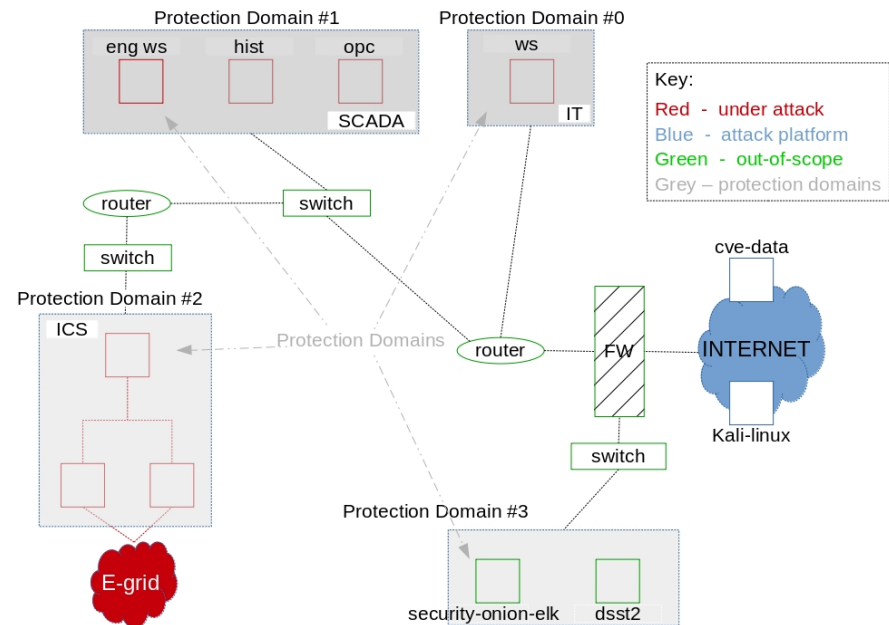 Protection Domain #1
Protection Domain #0
eng ws
hist
opc
SCADA
ws
IT
Key:
Red - under attack
Blue - attack platform
Green - out-of-scope
Grey – protection domains
router
switch
switch
cve-data
Protection Domain #2
ICS
Protection Domains
router
FW
INTERNET
Kali-linux
switch
Protection Domain #3
E-grid
security-onion-elk
dsst2